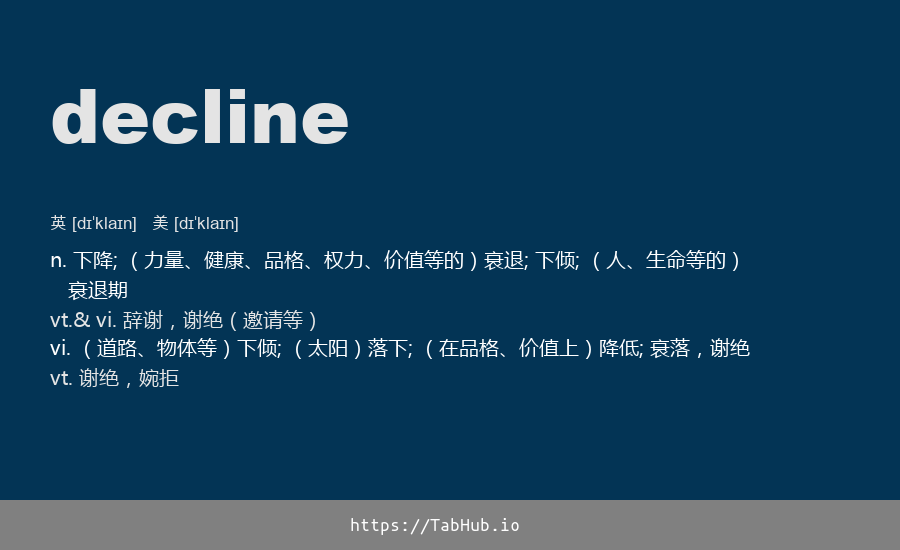 decline
英 [dɪˈklaɪn] 美 [dɪˈklaɪn]
n. 下降; （力量、健康、品格、权力、价值等的）衰退; 下倾; （人、生命等的）
衰退期
vt.& vi. 辞谢，谢绝（邀请等）
vi. （道路、物体等）下倾; （太阳）落下; （在品格、价值上）降低; 衰落，谢绝
vt. 谢绝，婉拒
https://TabHub.io